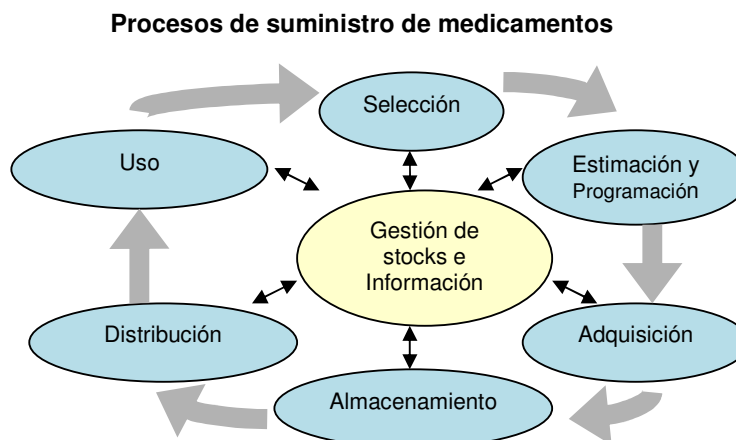 Procesos de suministro de medicamentos
Selección
Uso
Estimación y
Programación
Gestión de
stocks e
Información
Distribución
Adquisición
Almacenamiento